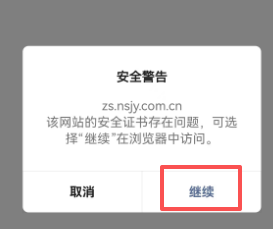 安全警告
zs.nsjy.com.cn
该网站的安全证书存在问题，可选
择“继续”在浏览器中访问。
取消
继续